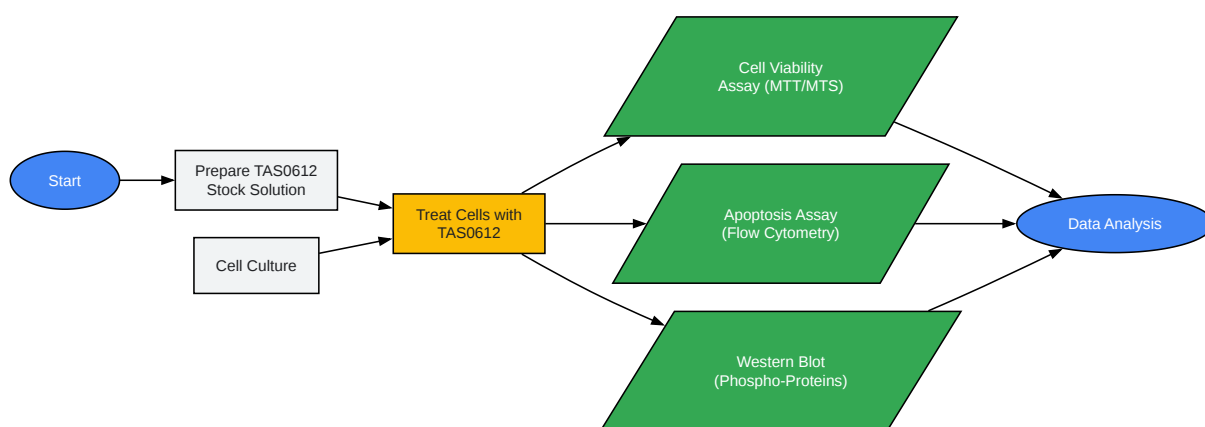 Start
Prepare TAS0612
Stock Solution
Cell Culture
Treat Cells with
TAS0612
Cell Viability
Assay (MTT/MTS)
Apoptosis Assay
(Flow Cytometry)
Western Blot
(Phospho-Proteins)
Data Analysis